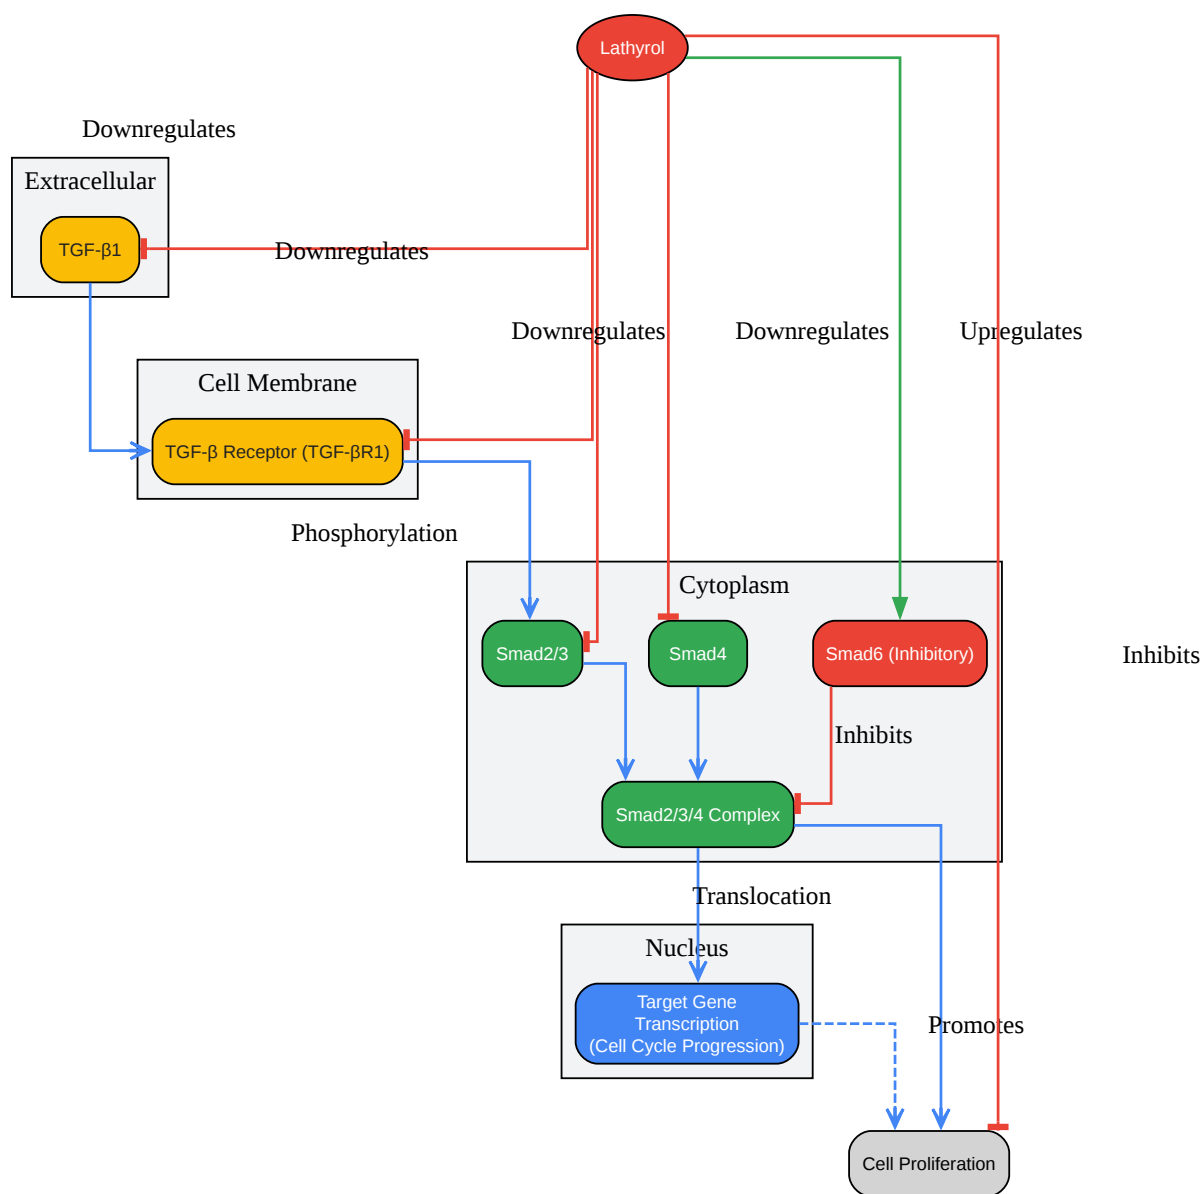 Lathyrol
Downregulates
Extracellular
TGF-β1
Downregulates
Downregulates
Downregulates
Upregulates
Cell Membrane
TGF-β Receptor (TGF-βR1)
Phosphorylation
Cytoplasm
Smad2/3
Smad4
Smad6 (Inhibitory)
Inhibits
Inhibits
Smad2/3/4 Complex
Translocation
Nucleus
Target Gene
Transcription
(Cell Cycle Progression)
Promotes
Cell Proliferation